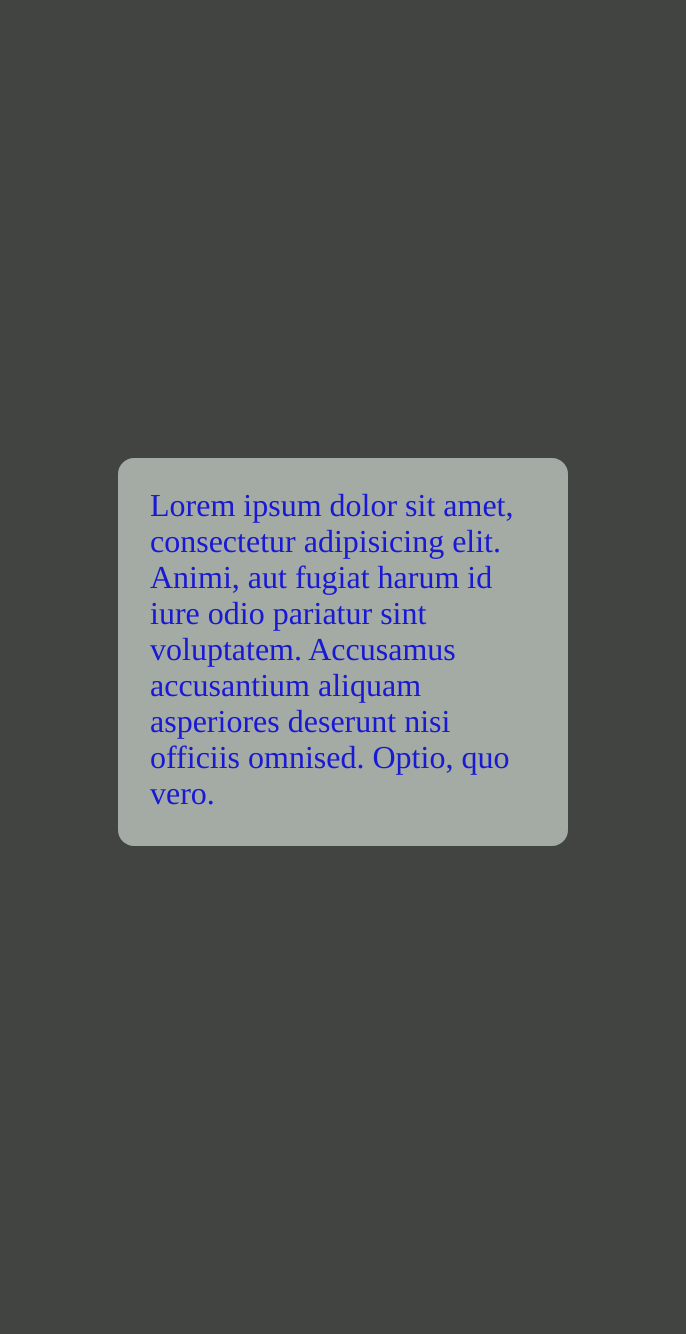 Lorem ipsum dolor sit amet,
consectetur adipisicing elit.
Animi, aut fugiat harum id
iure odio pariatur sint
voluptatem. Accusamus
accusantium aliquam
asperiores deserunt nisi
officiis omnised. Optio, quo
vero.